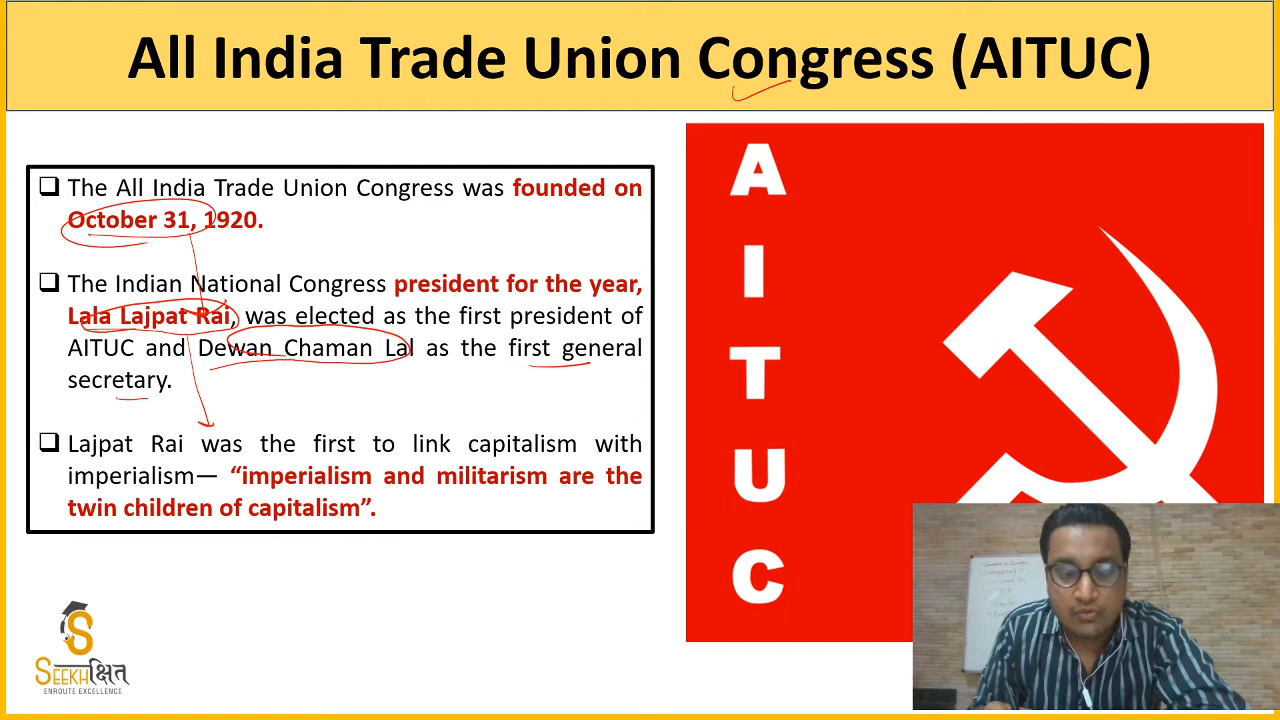 All India Trade Union Congress (AITUC)
❑ The All India Trade Union Congress was founded on
October 31, 1920.
❑ The Indian National Congress president for the year,
Lala Lajpat Rai, was elected as the first president of
AITUC and Dewan Chaman Lal as the first general
secretary.
❑ Lajpat Rai was the first to link capitalism with
imperialism— “imperialism and militarism are the
twin children of capitalism”.
A
I
T
U
C
S
SEEKHक्षित
ENROUTE EXCELLENCE